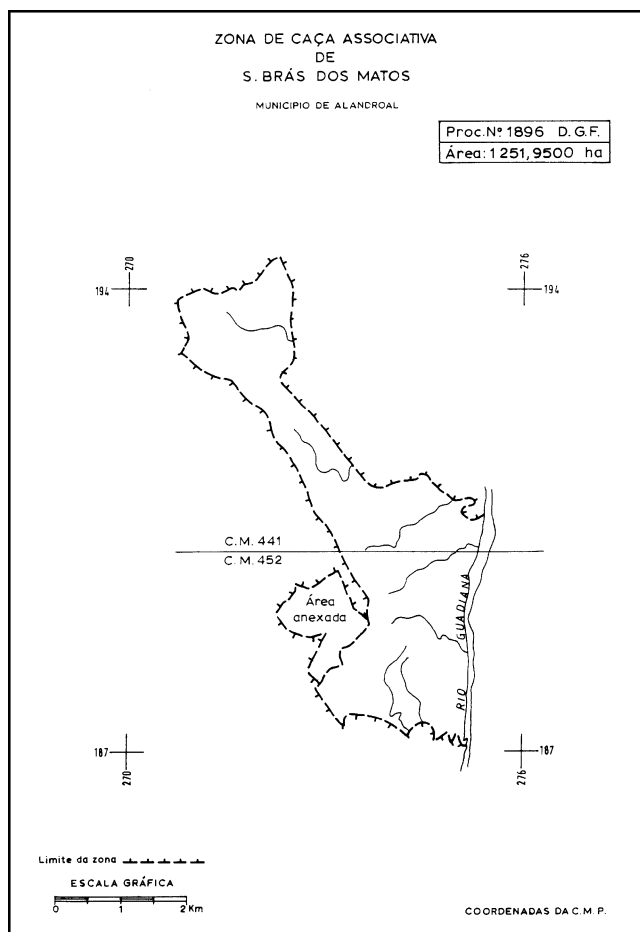 ZONA DE CAÇA ASSOCIATIVA
DE
S. BRÁS DOS MATOS
MUNICIPIO DE ALANDROAL
Proc. Nº 1896 D.G.F.
Área: 1 251,9500 ha
270
276
194
194
C.M. 441
C.M. 452
Área
anexada
RIO GUADIANA
187
187
270
276
Limite da zona
ESCALA GRÁFICA
0 1 2 Km
COORDENADAS DA C.M.P.